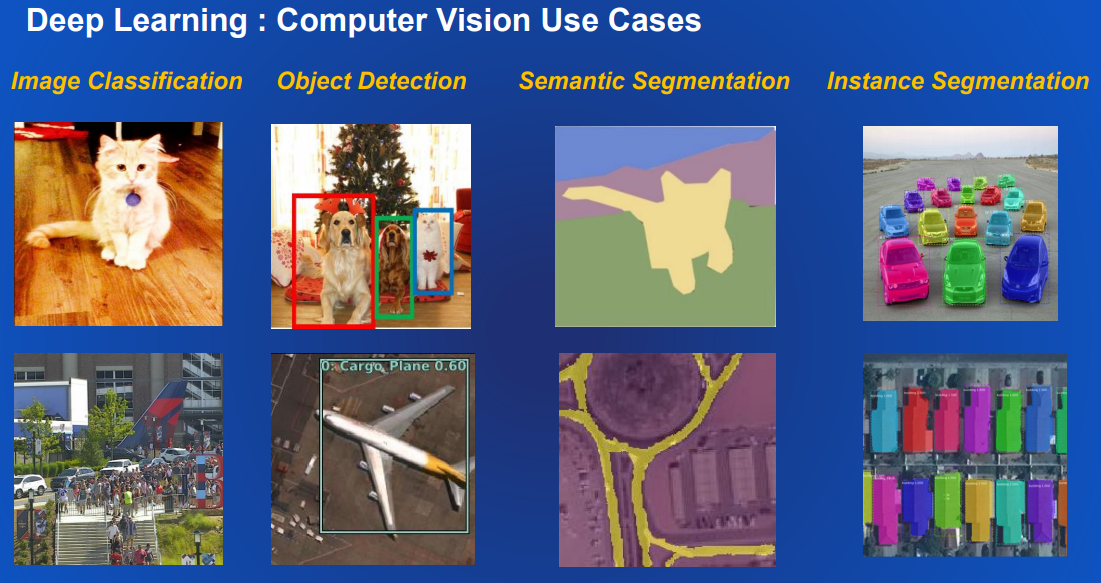 Deep Learning : Computer Vision Use Cases
Image Classification
Object Detection
Semantic Segmentation
Instance Segmentation
0: Cargo Plane 0.60